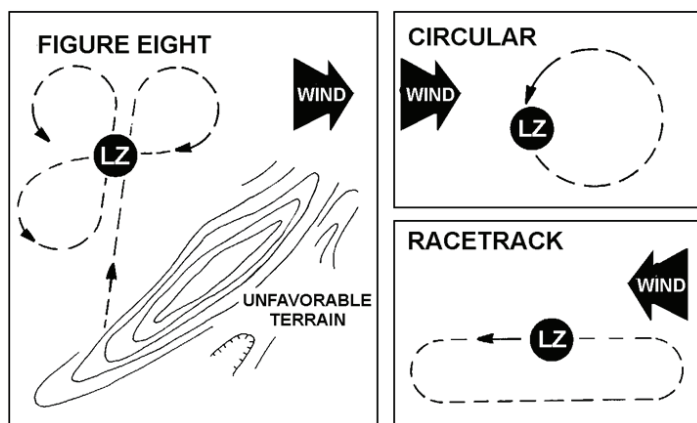 FIGURE EIGHT
WIND
LZ
UNFAVORABLE
TERRAIN
CIRCULAR
WIND
LZ
RACETRACK
WIND
LZ